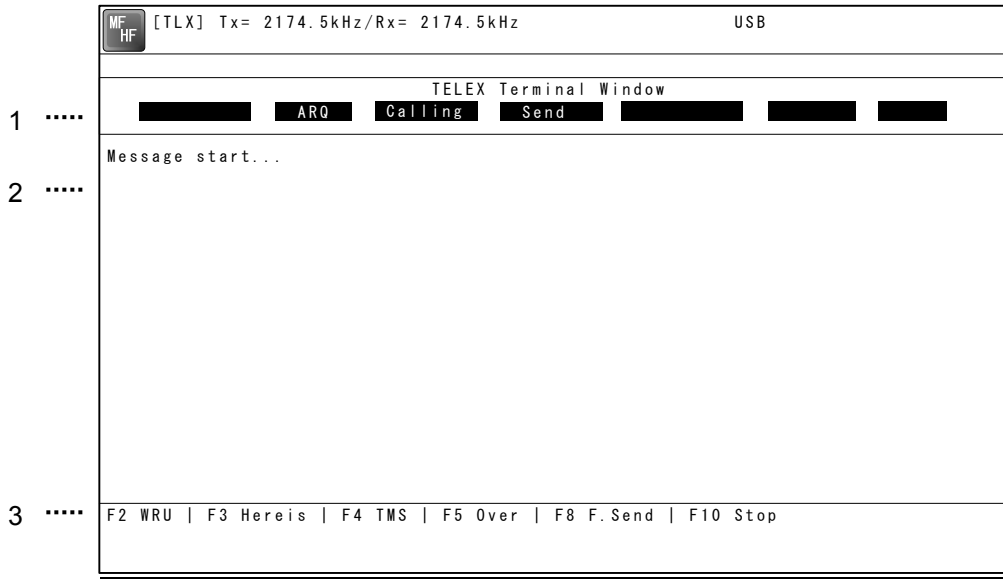 MF
HF
[TLX] Tx= 2174.5kHz/Rx= 2174.5kHz USB
TELEX Terminal Window
1 ..... ARQ Calling Send
Message start...
2 .....
3 ..... F2 WRU | F3 Hereis | F4 TMS | F5 Over | F8 F.Send | F10 Stop